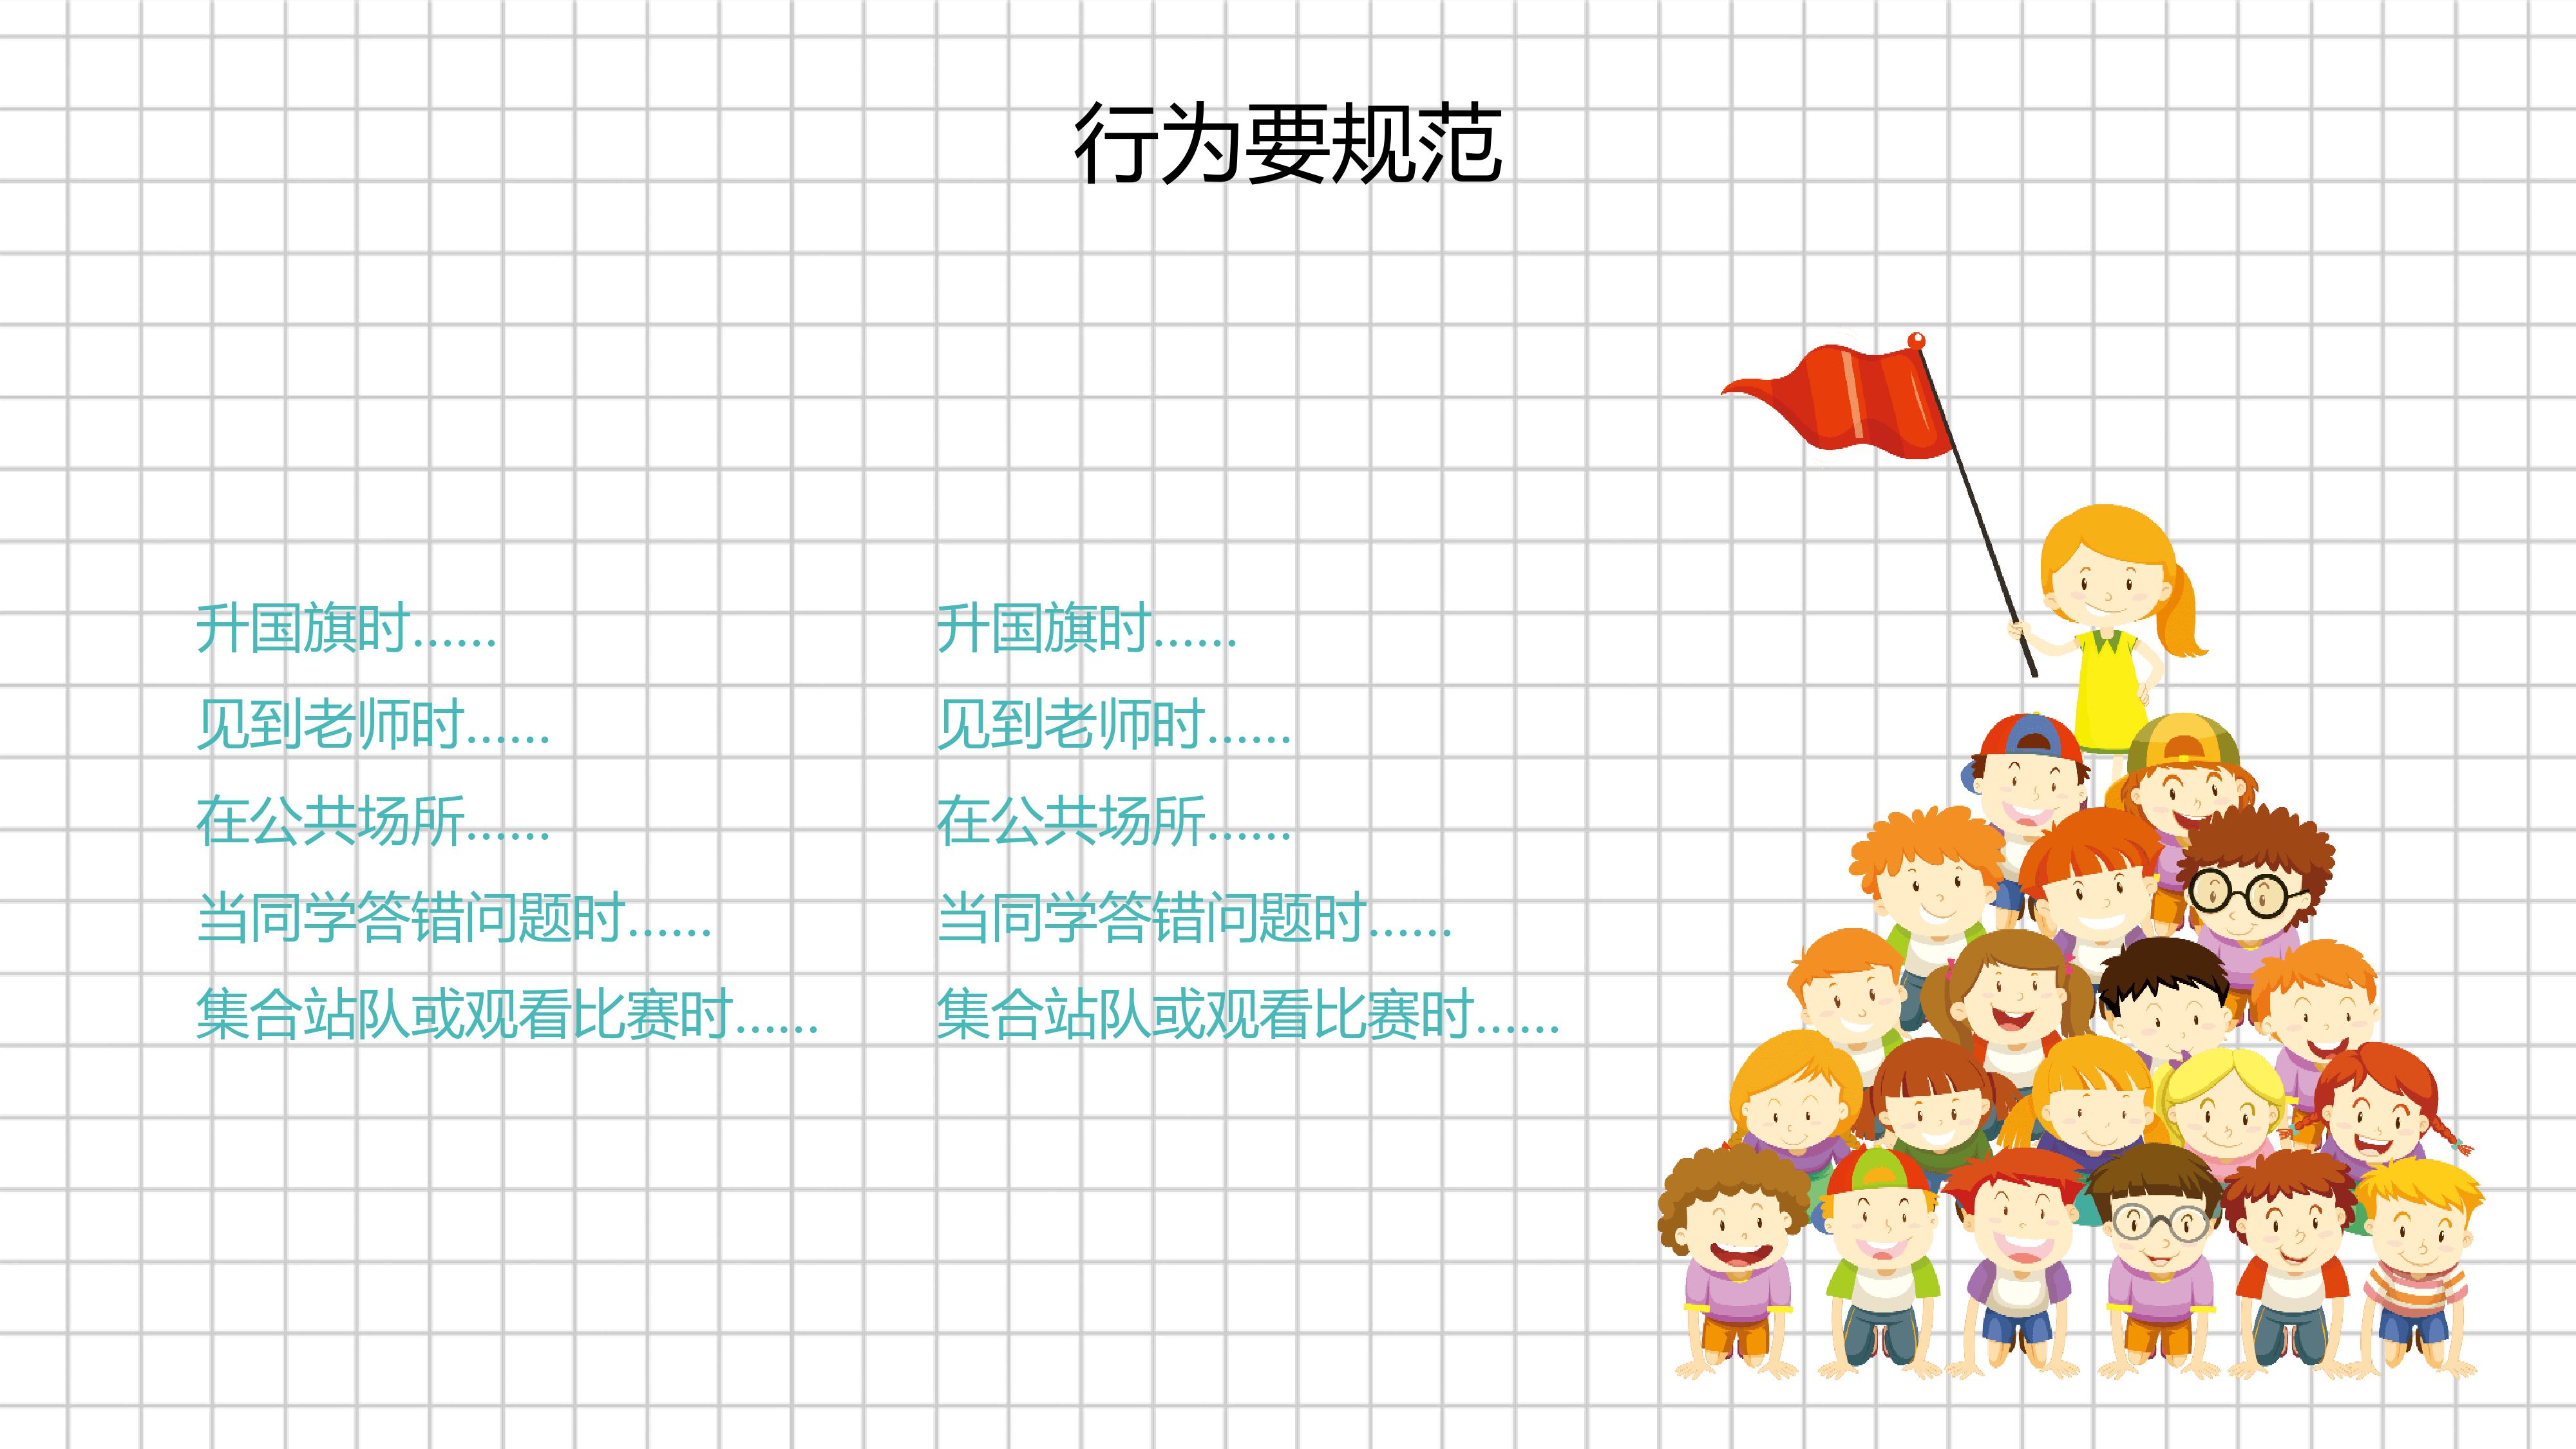 行为要规范
升国旗时……
见到老师时……
在公共场所……
当同学答错问题时……
集合站队或观看比赛时……
升国旗时……
见到老师时……
在公共场所……
当同学答错问题时……
集合站队或观看比赛时……